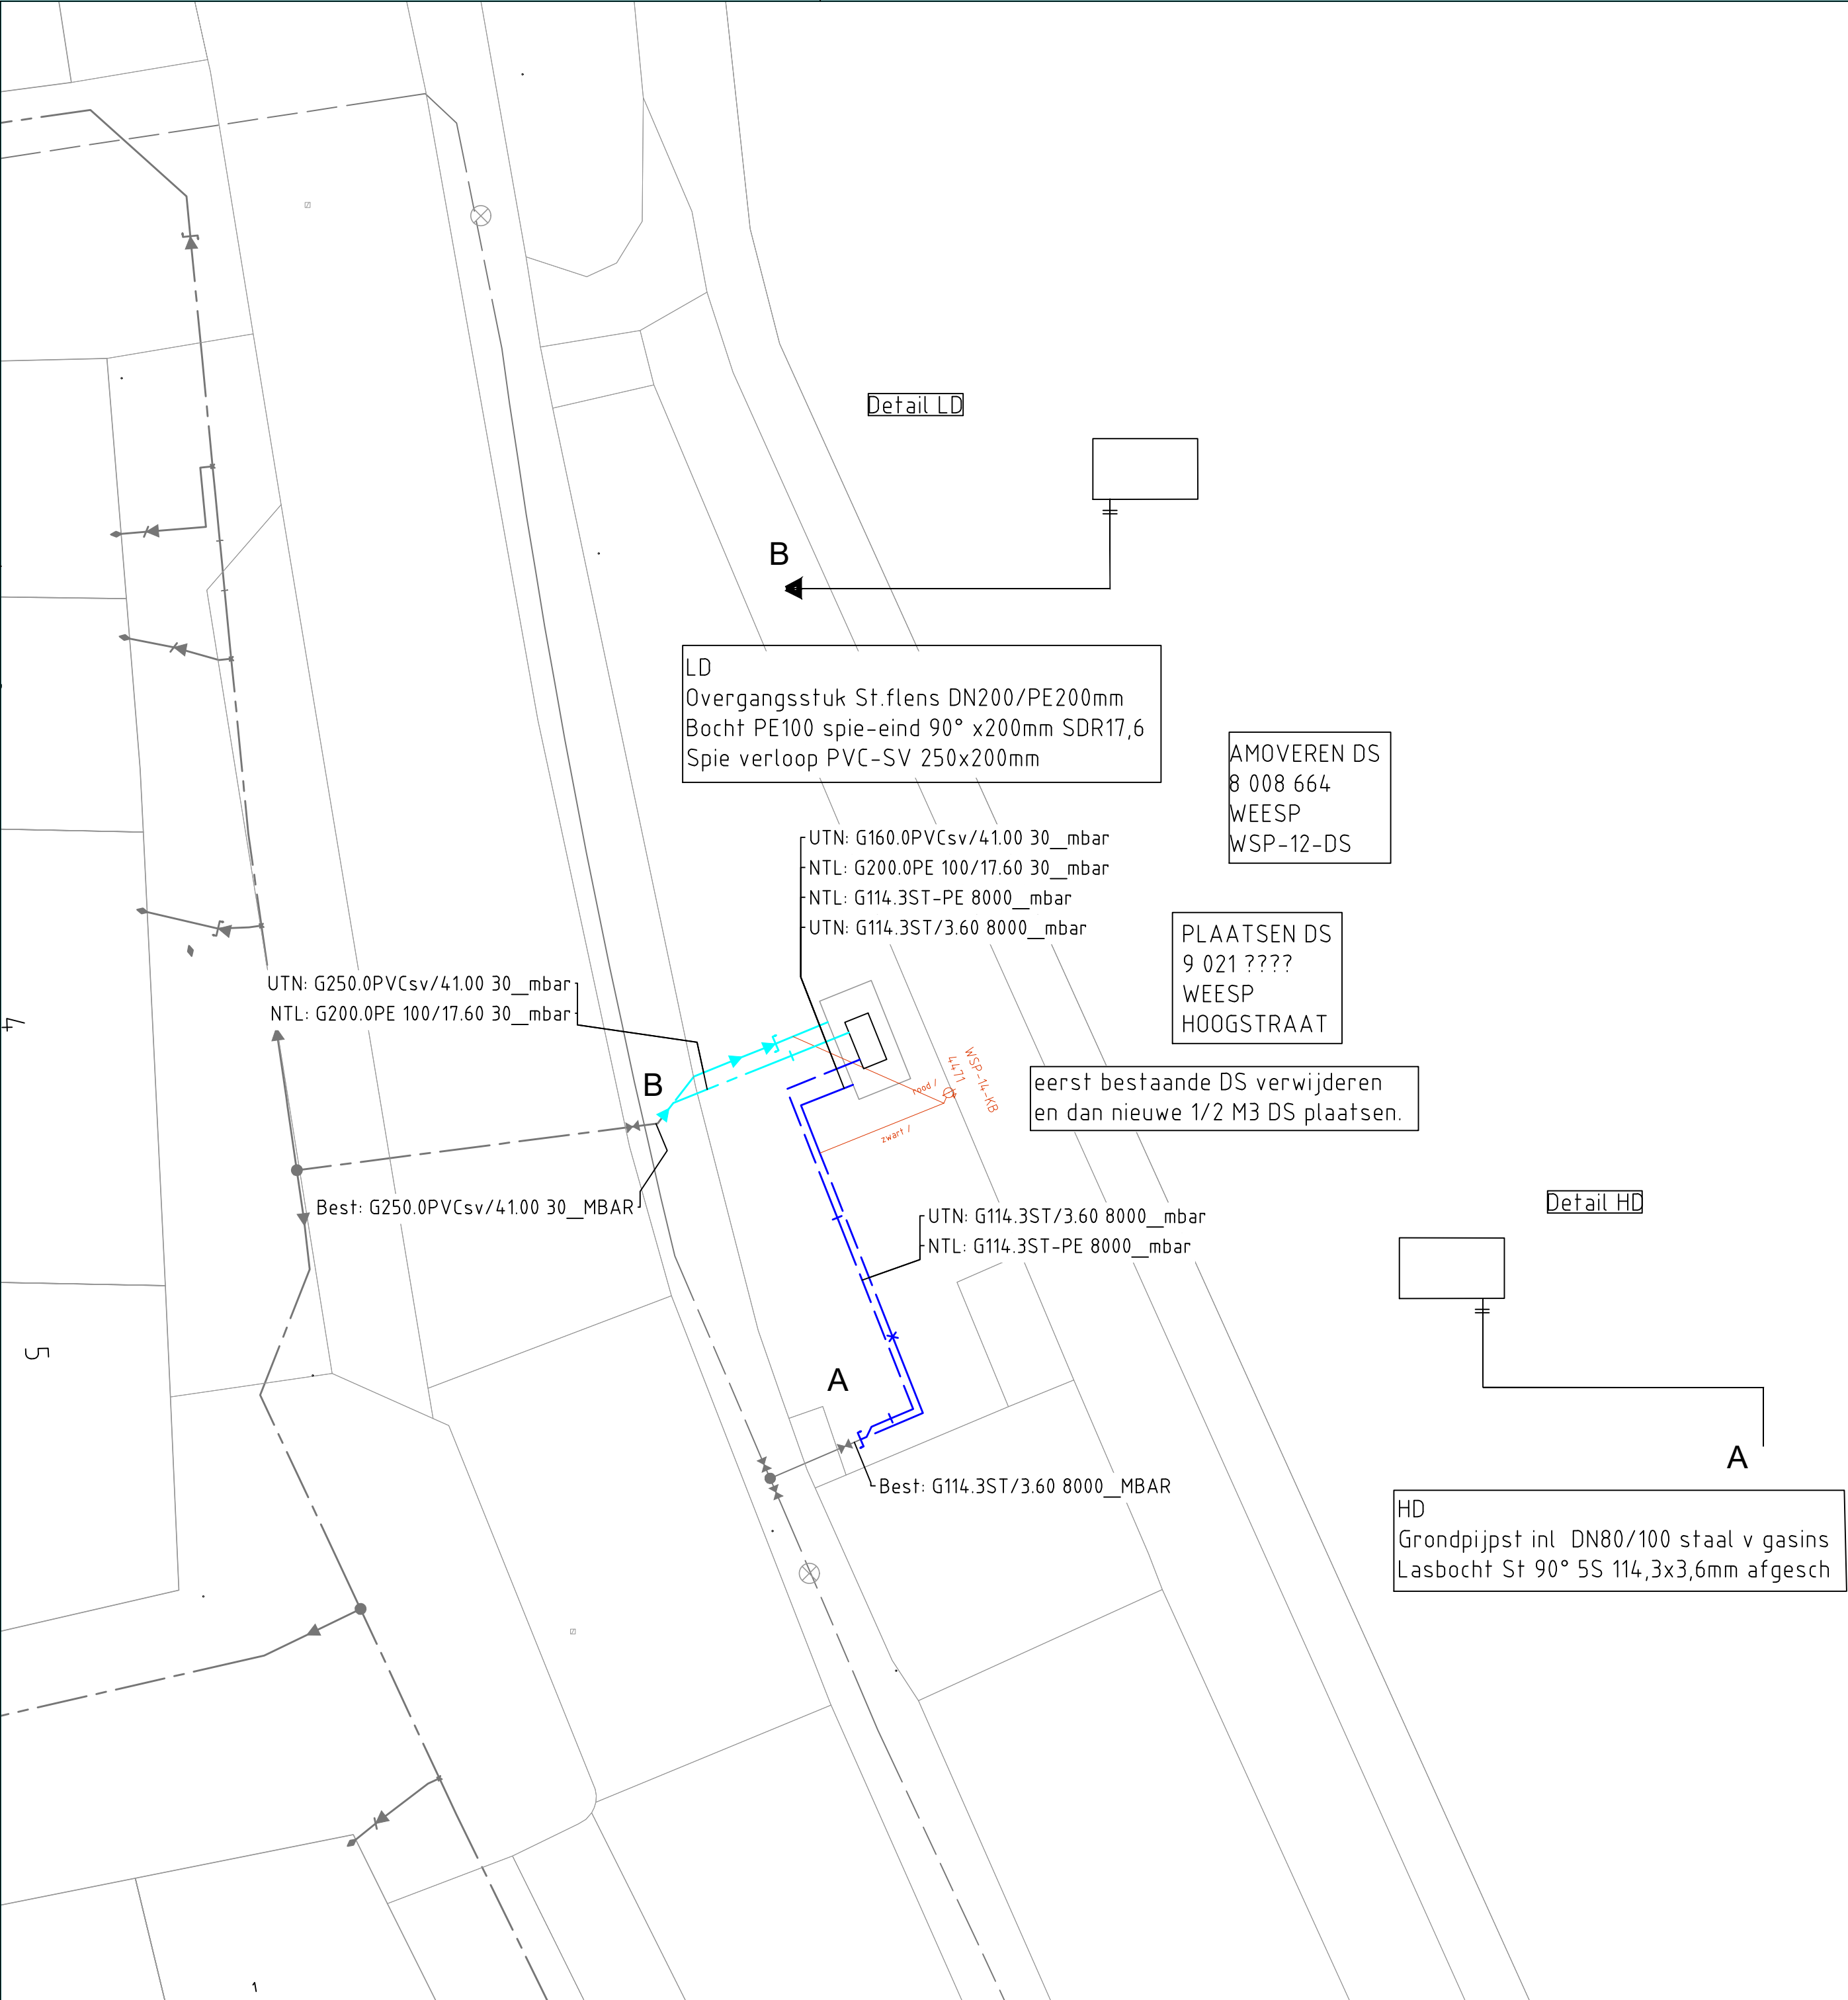 Detail LD
B
LD
Overgangsstuk St.flens DN200/PE200mm
Bocht PE100 spie-eind 90° x200mm SDR17,6
Spie verloop PVC-SV 250x200mm
AMOVEREN DS
8 008 664
WEESP
WSP-12-DS
UTN: G160.0PVCsv/41.00 30__mbar
NTL: G200.0PE 100/17.60 30__mbar
NTL: G114.3ST-PE 8000__mbar
UTN: G114.3ST/3.60 8000__mbar
PLAATSEN DS
9 021 ????
WEESP
HOOGSTRAAT
UTN: G250.0PVCsv/41.00 30__mbar
NTL: G200.0PE 100/17.60 30__mbar
4
B
WSP-14-KB
4471
rood /
zwart /
eerst bestaande DS verwijderen
en dan nieuwe 1/2 M3 DS plaatsen.
Best: G250.0PVCsv/41.00 30__MBAR
UTN: G114.3ST/3.60 8000__mbar
NTL: G114.3ST-PE 8000__mbar
Detail HD
5
A
A
Best: G114.3ST/3.60 8000__MBAR
HD
Grondpijpst inl  DN80/100 staal v gasins
Lasbocht St 90° 5S 114,3x3,6mm afgesch
1